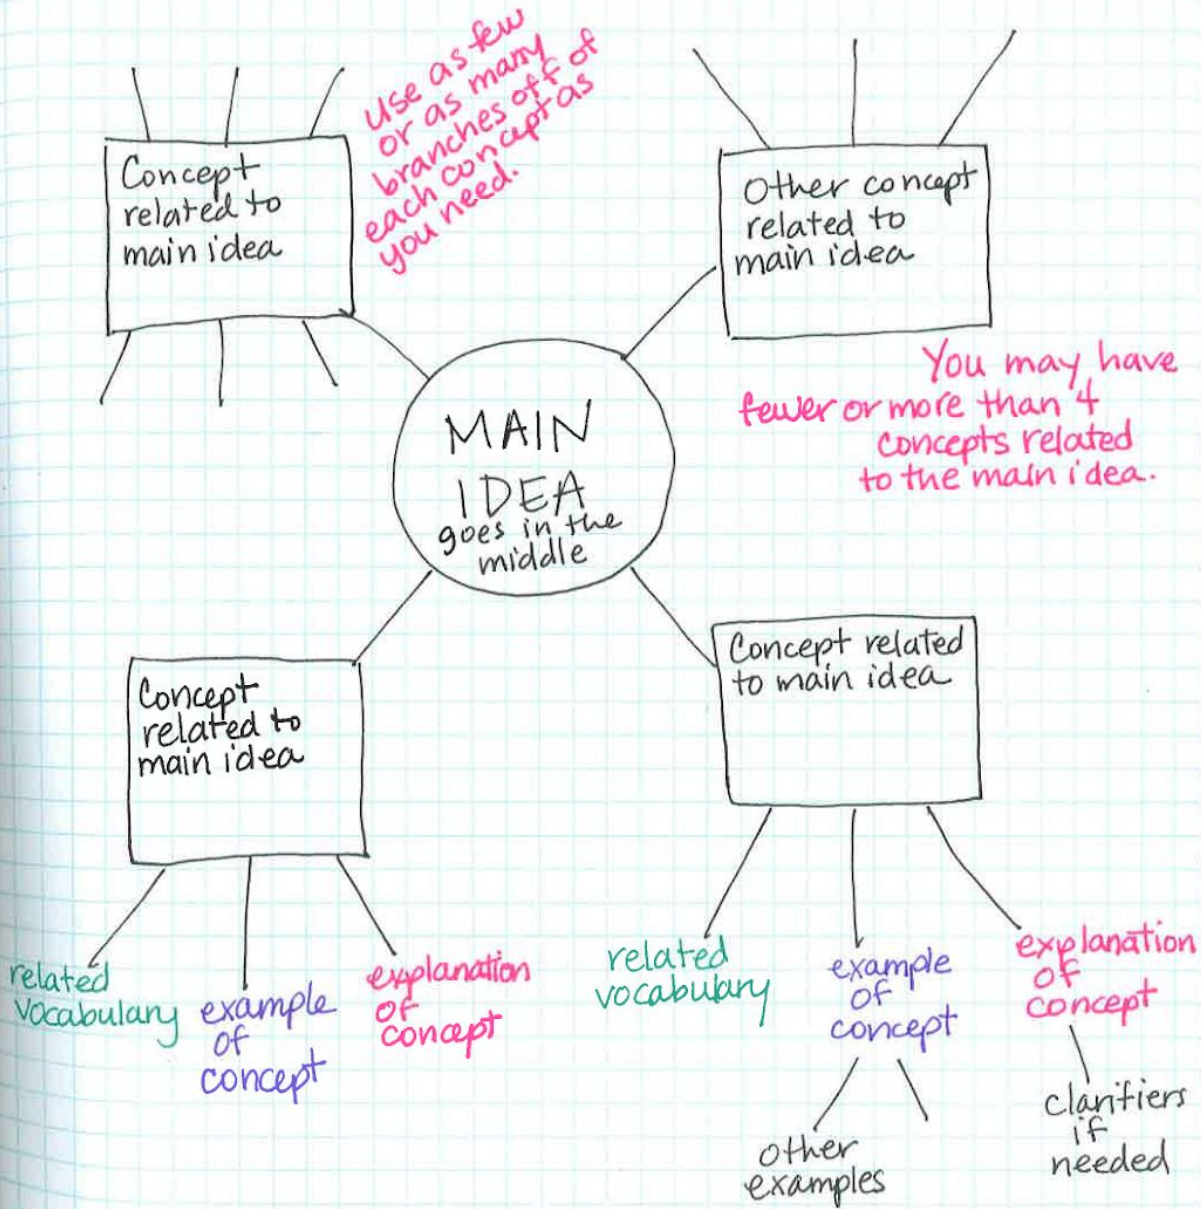 use as few
or as many
branches off of
each concept as
you need.
Concept
related to
main idea
Other concept
related to
main idea
You may have
fewer or more than 4
concepts related
to the main idea.
MAIN
IDEA
goes in the
middle
Concept
related to
main idea
Concept related
to main idea
related
vocabulary
example
of
concept
explanation
of
concept
related
vocabulary
example
of
concept
explanation
of
concept
other
examples
clarifiers
if
needed